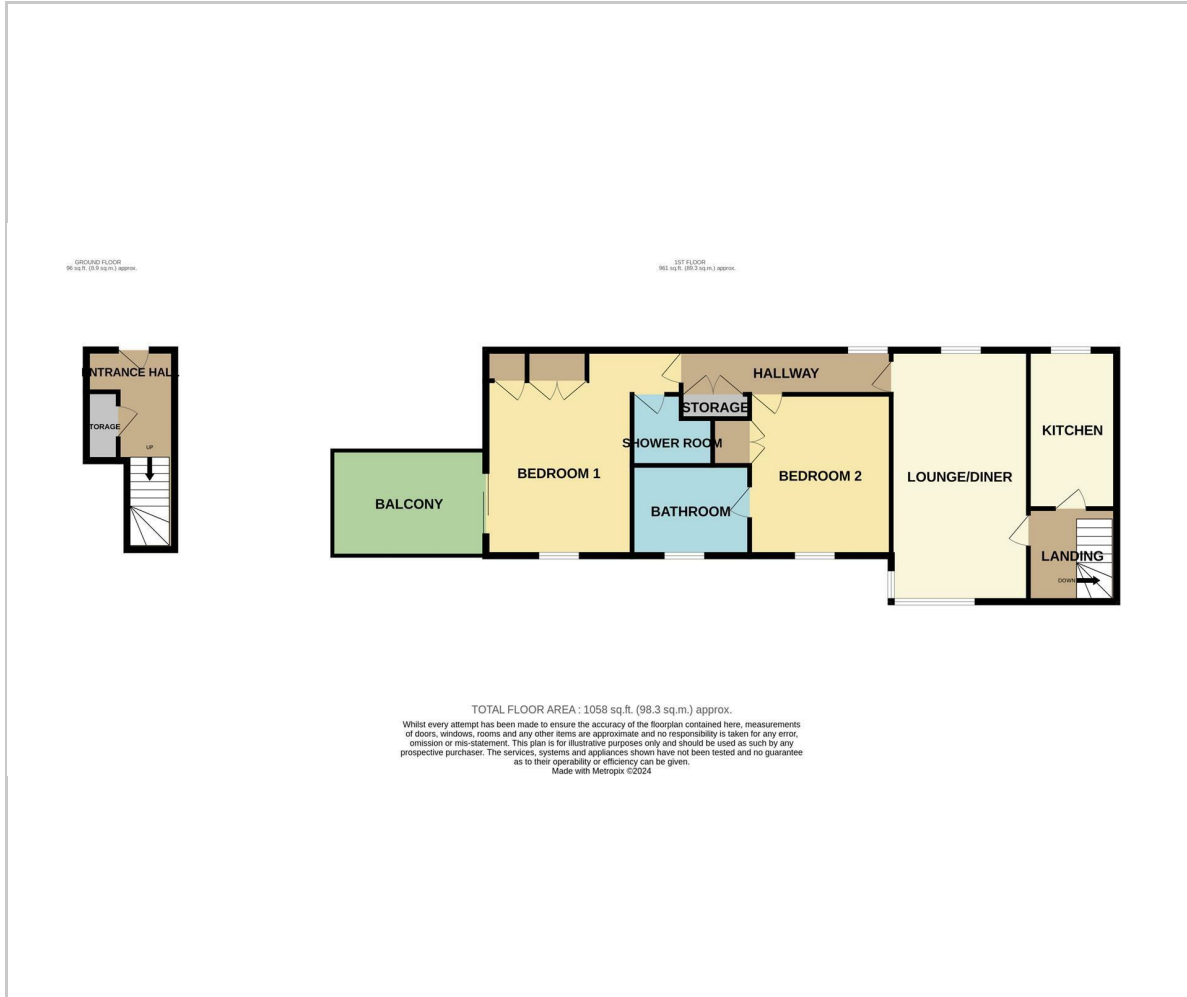 GROUND FLOOR
96 sq.ft. (8.9 sq.m.) approx.
1ST FLOOR
961 sq.ft. (89.3 sq.m.) approx.
ENTRANCE HALL
STORAGE
UP
HALLWAY
STORAGE
SHOWER ROOM
KITCHEN
BEDROOM 1
BEDROOM 2
LOUNGE/DINER
BALCONY
BATHROOM
LANDING
DOWN
TOTAL FLOOR AREA : 1058 sq.ft. (98.3 sq.m.) approx.
Whilst every attempt has been made to ensure the accuracy of the floorplan contained here, measurements
of doors, windows, rooms and any other items are approximate and no responsibility is taken for any error,
omission or mis-statement. This plan is for illustrative purposes only and should be used as such by any
prospective purchaser. The services, systems and appliances shown have not been tested and no guarantee
as to their operability or efficiency can be given.
Made with Metropix ©2024